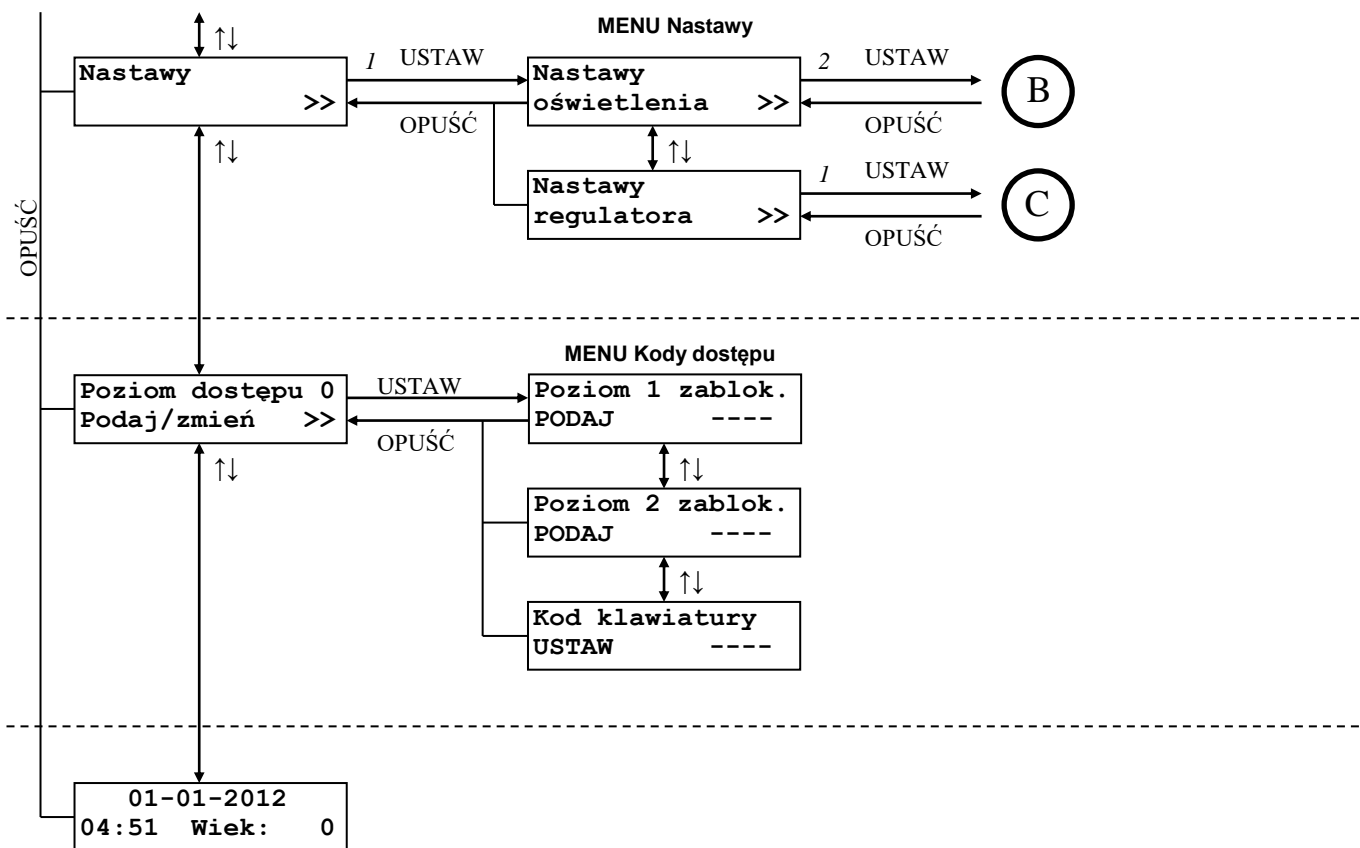 MENU Nastawy
↑↓
Nastawy
>>
1 USTAW
OPUŚĆ
Nastawy
oświetlenia >>
2 USTAW
OPUŚĆ
B
↑↓
↑↓
Nastawy
regulatora >>
1 USTAW
OPUŚĆ
C
OPUŚĆ
MENU Kody dostępu
Poziom dostępu 0
Podaj/zmień >>
USTAW
OPUŚĆ
Poziom 1 zablok.
PODAJ ----
↑↓
↑↓
Poziom 2 zablok.
PODAJ ----
↑↓
Kod klawiatury
USTAW ----
01-01-2012
04:51 Wiek: 0